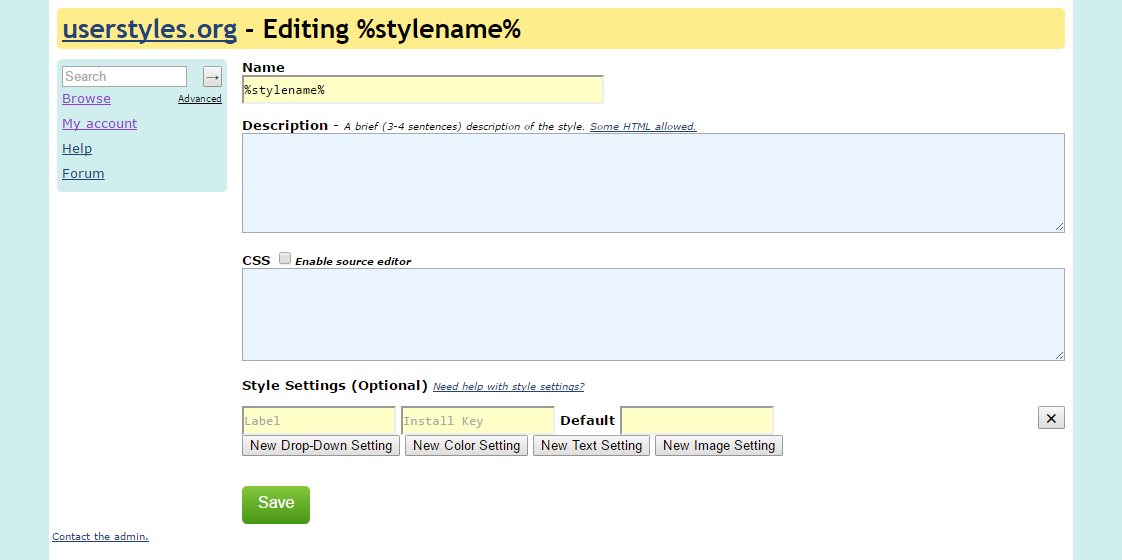 userstyles.org - Editing %stylename%
Search →
Browse Advanced
My account
Help
Forum
Name
%stylename%
Description - A brief (3-4 sentences) description of the style. Some HTML allowed.
CSS Enable source editor
Style Settings (Optional) Need help with style settings?
Label Install Key Default ✕
New Drop-Down Setting New Color Setting New Text Setting New Image Setting
Save
Contact the admin.